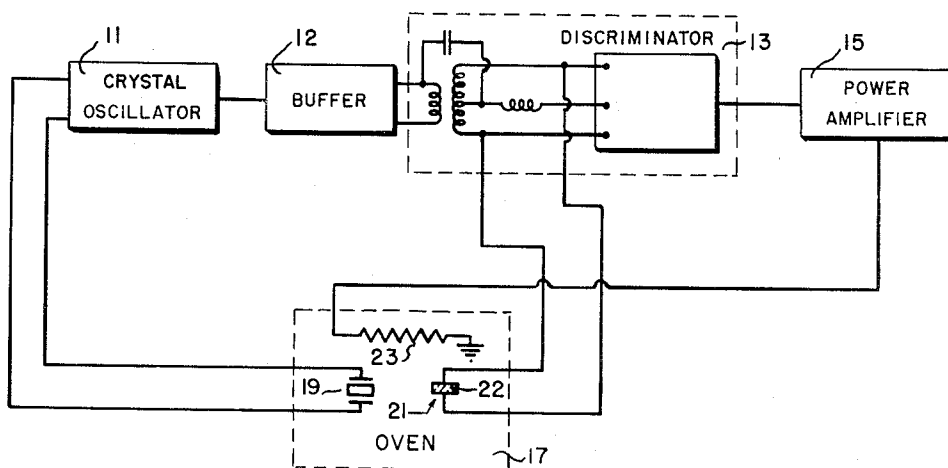 11
CRYSTAL
OSCILLATOR
12
BUFFER
DISCRIMINATOR
13
15
POWER
AMPLIFIER
23
19
22
21
OVEN
17